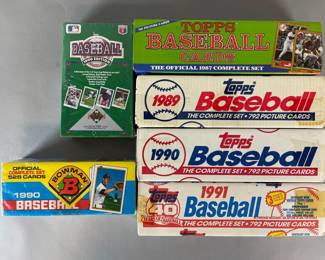 BASEBALL
1990 EDITION
THE OFFICIAL 1987 COMPLETE SET
TOPPS
BASEBALL
CARDS
1989
topps
Baseball
THE COMPLETE SET • 792 PICTURE CARDS
1990
topps
Baseball
THE COMPLETE SET • 792 PICTURE CARDS
topps
40
1991
Baseball
THE COMPLETE SET • 792 PICTURE CARDS
OFFICIAL
COMPLETE SET
528 CARDS
1990
BASEBALL
BOWMAN
B